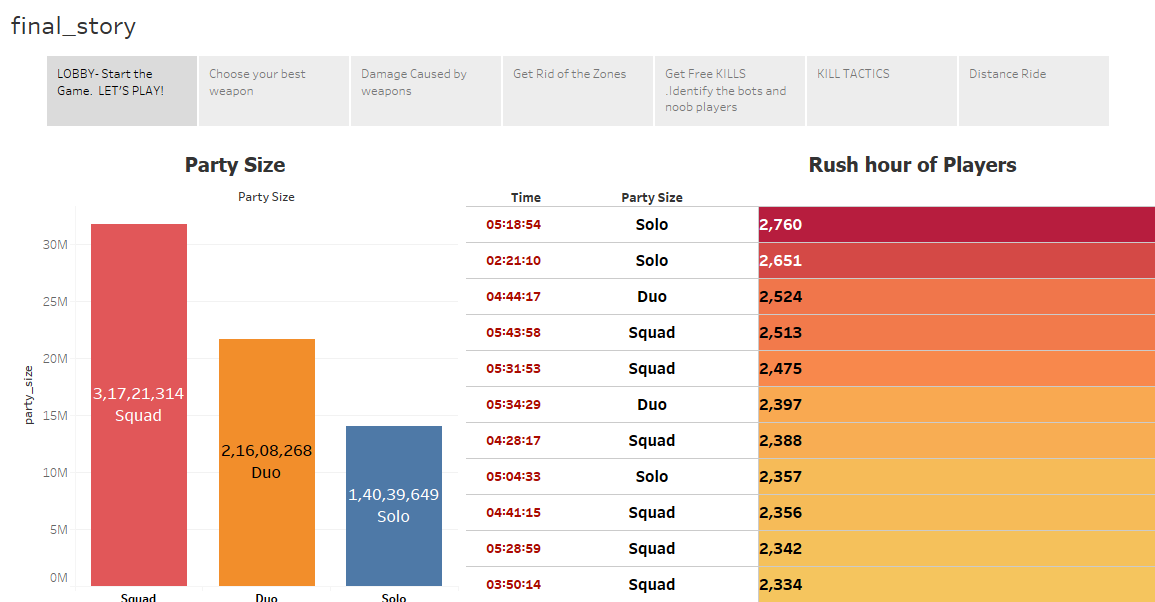 final_story
LOBBY- Start the
Game. LET'S PLAY!
Choose your best
weapon
Damage Caused by
weapons
Get Rid of the Zones
Get Free KILLS
.Identify the bots and
noob players
KILL TACTICS
Distance Ride
Party Size
Party Size
party_size
30M
25M
20M
15M
10M
5M
0M
3,17,21,314
Squad
2,16,08,268
Duo
1,40,39,649
Solo
Squad Duo Solo
Rush hour of Players
Time Party Size
05:18:54 Solo 2,760
02:21:10 Solo 2,651
04:44:17 Duo 2,524
05:43:58 Squad 2,513
05:31:53 Squad 2,475
05:34:29 Duo 2,397
04:28:17 Squad 2,388
05:04:33 Solo 2,357
04:41:15 Squad 2,356
05:28:59 Squad 2,342
03:50:14 Squad 2,334